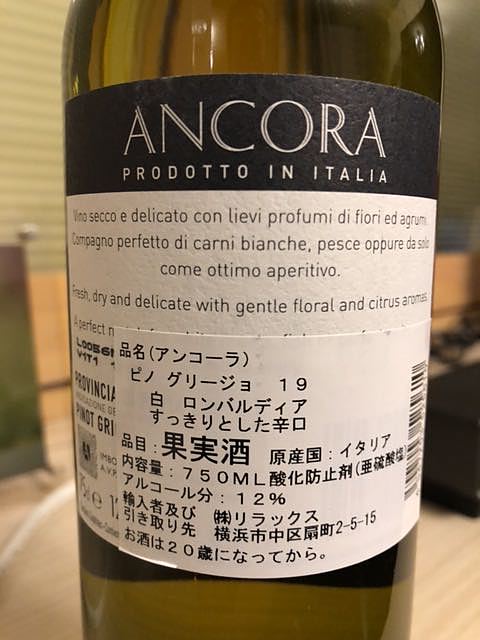 ANCORA
PRODOTTO IN ITALIA
Vino secco e delicato con lievi profumi di fiori ed agrumi.
Compagno perfetto di carni bianche, pesce oppure da solo
come ottimo aperitivo.
Fresh, dry and delicate with gentle floral and citrus aromas.
A perfect
品名(アンコーラ)
ピノ グリージョ 19
白 ロンバルディア
すっきりとした辛口
PROVINCIA
PINOT GRI
品目:果実酒 原産国:イタリア
内容量:750ML酸化防止剤(亜硫酸塩)
アルコール分:12%
輸入者及び ㈱リラックス
引き取り先 横浜市中区扇町2-5-15
お酒は20歳になってから。
IMBO
A.V.P.